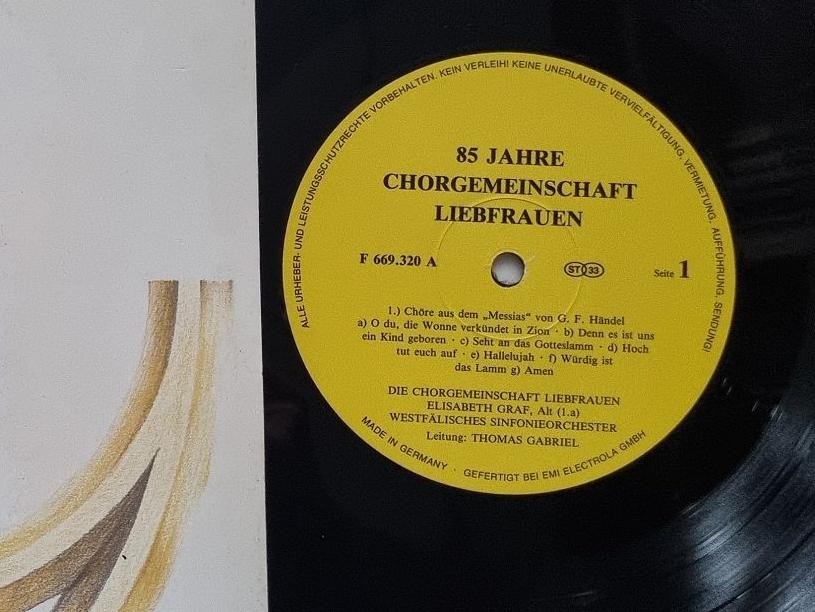 ALLE URHEBER- UND LEISTUNGSSCHUTZRECHTE VORBEHALTEN. KEIN VERLEIH! KEINE UNERLAUBTE VERVIELFÄLTIGUNG, VERMIETUNG, AUFFÜHRUNG, SENDUNG!
85 JAHRE
CHORGEMEINSCHAFT
LIEBFRAUEN
F 669.320 A
ST 33
Seite 1
1.) Chöre aus dem „Messias“ von G. F. Händel
a) O du, die Wonne verkündet in Zion · b) Denn es ist uns
ein Kind geboren · c) Seht an das Gotteslamm · d) Hoch
tut euch auf · e) Hallelujah · f) Würdig ist
das Lamm g) Amen
DIE CHORGEMEINSCHAFT LIEBFRAUEN
ELISABETH GRAF, Alt (1.a)
WESTFÄLISCHES SINFONIEORCHESTER
Leitung: THOMAS GABRIEL
MADE IN GERMANY · GEFERTIGT BEI EMI ELECTROLA GMBH